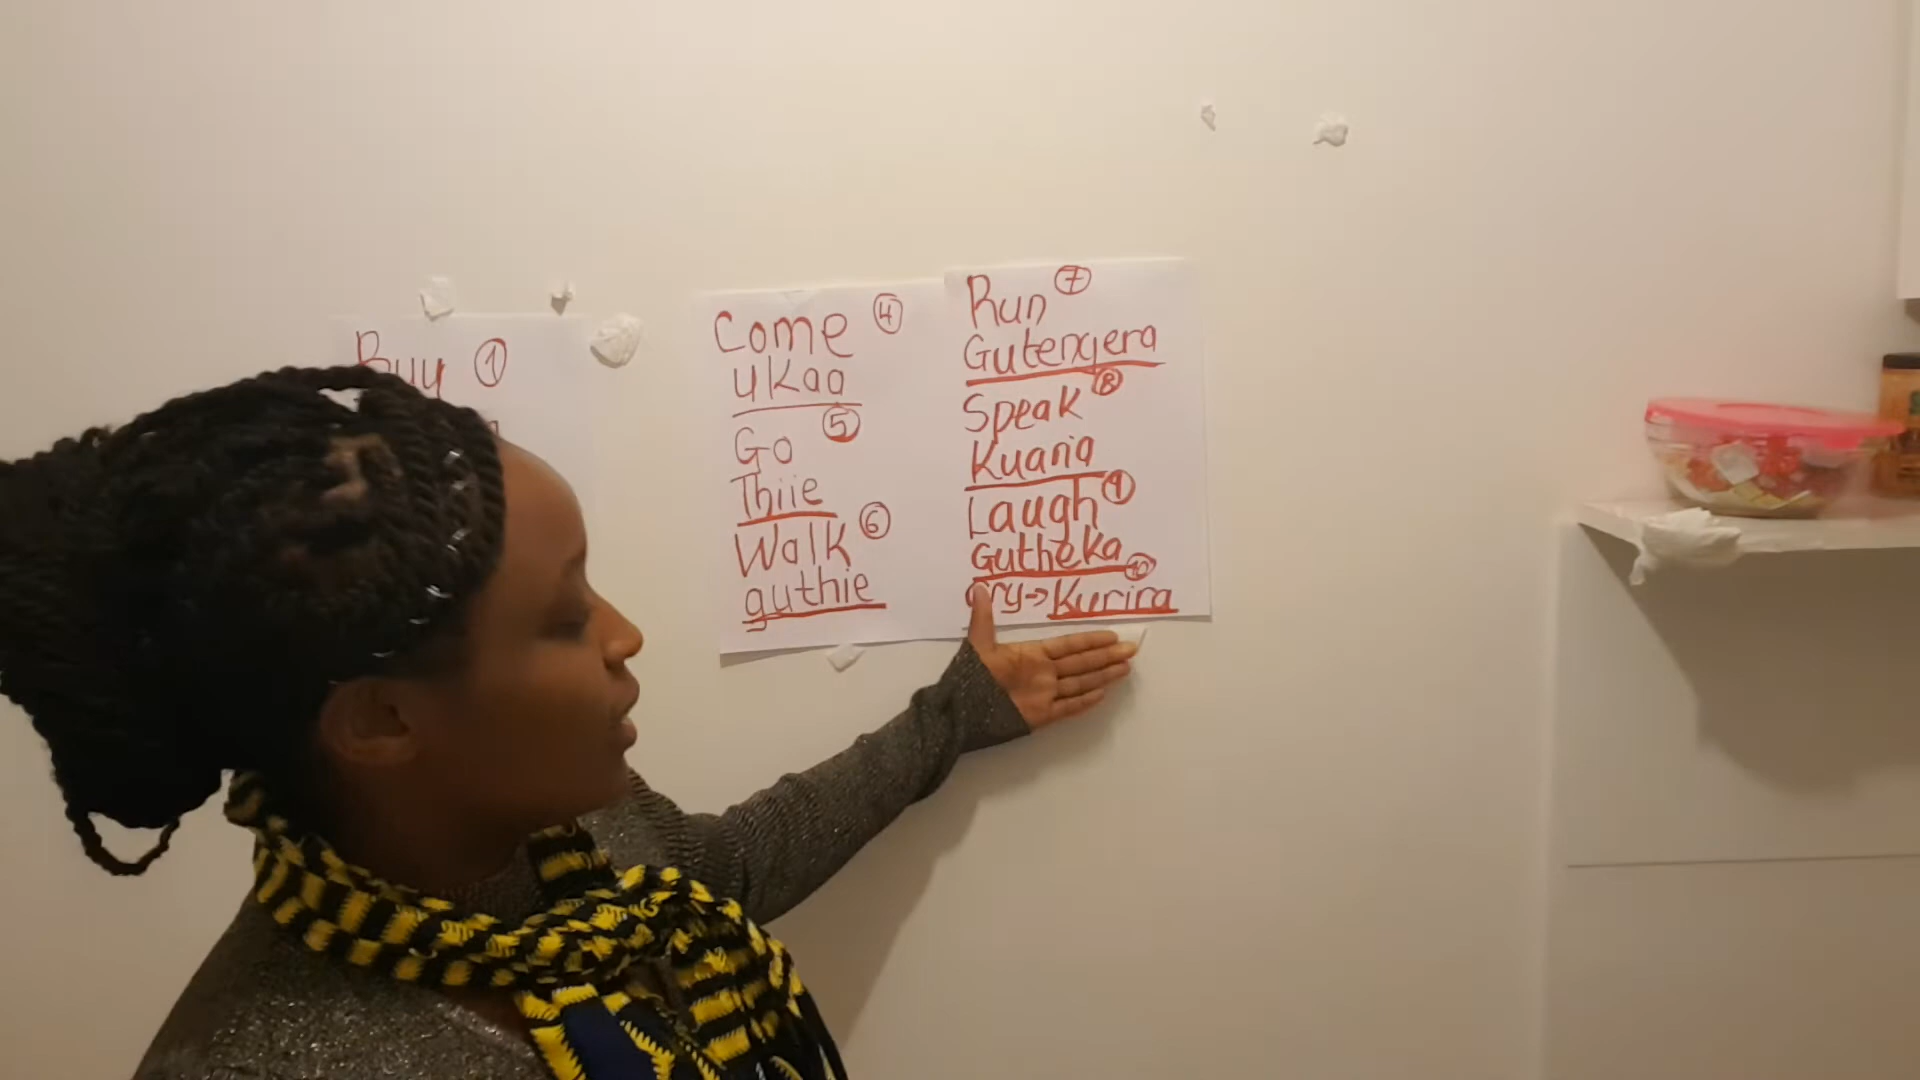 Buy ①
Come ④
ukaa
Go ⑤
Thiie
Walk ⑥
guthie
Run ⑦
Gutengera
Speak ⑧
Kuaria
Laugh ⑨
Gutheka
Cry → Kurira ⑩